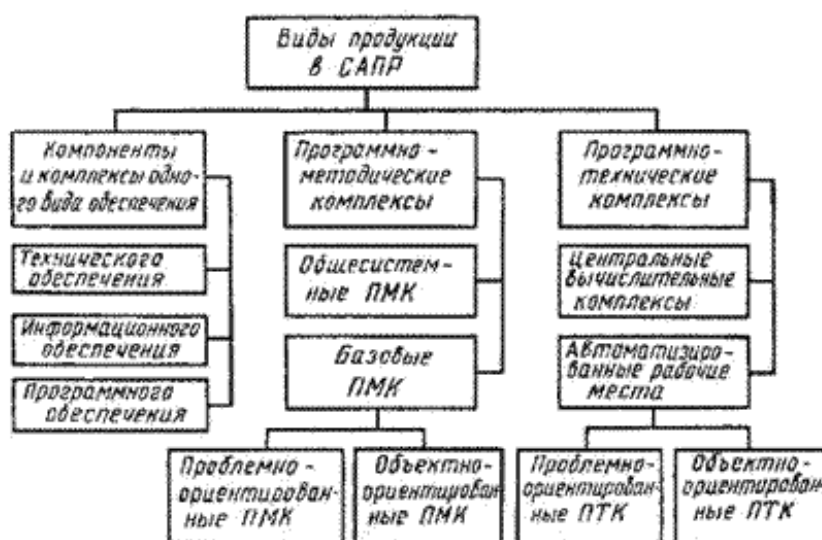 Виды продукции
в САПР
Компоненты
и комплексы одно-
го вида обеспечения
Программно-
методические
комплексы
Программно-
технические
комплексы
Технического
обеспечения
Общесистем-
ные ПМК
Центральные
вычислительные
комплексы
Информационного
обеспечения
Базовые
ПМК
Автоматизиро-
ванные рабочие
места
Программного
обеспечения
Проблемно-
ориентирован-
ные ПМК
Объектно-
ориентирован-
ные ПМК
Проблемно-
ориентирован-
ные ПТК
Объектно-
ориентирован-
ные ПТК